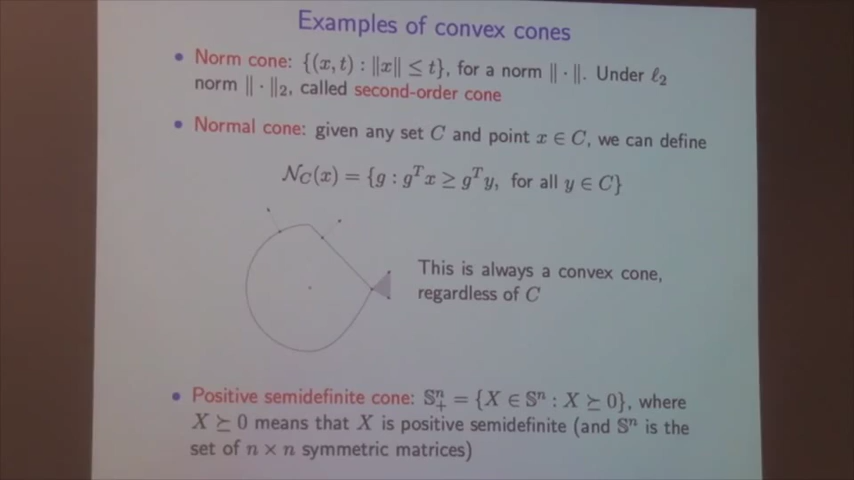 Examples of convex cones
• Norm cone: {(x, t) : ‖x‖ ≤ t}, for a norm ‖ · ‖. Under ℓ₂
norm ‖ · ‖₂, called second-order cone
• Normal cone: given any set C and point x ∈ C, we can define
𝒩_C(x) = {g : gᵀx ≥ gᵀy, for all y ∈ C}
This is always a convex cone,
regardless of C
• Positive semidefinite cone: 𝕊ⁿ₊ = {X ∈ 𝕊ⁿ : X ⪰ 0}, where
X ⪰ 0 means that X is positive semidefinite (and 𝕊ⁿ is the
set of n × n symmetric matrices)